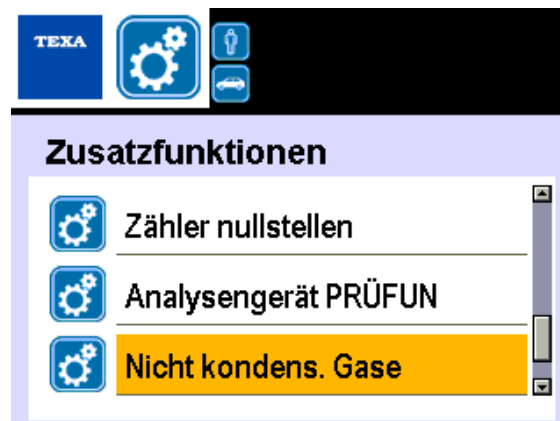 TEXA
Zusatzfunktionen
Zähler nullstellen
Analysengerät PRÜFUN
Nicht kondens. Gase